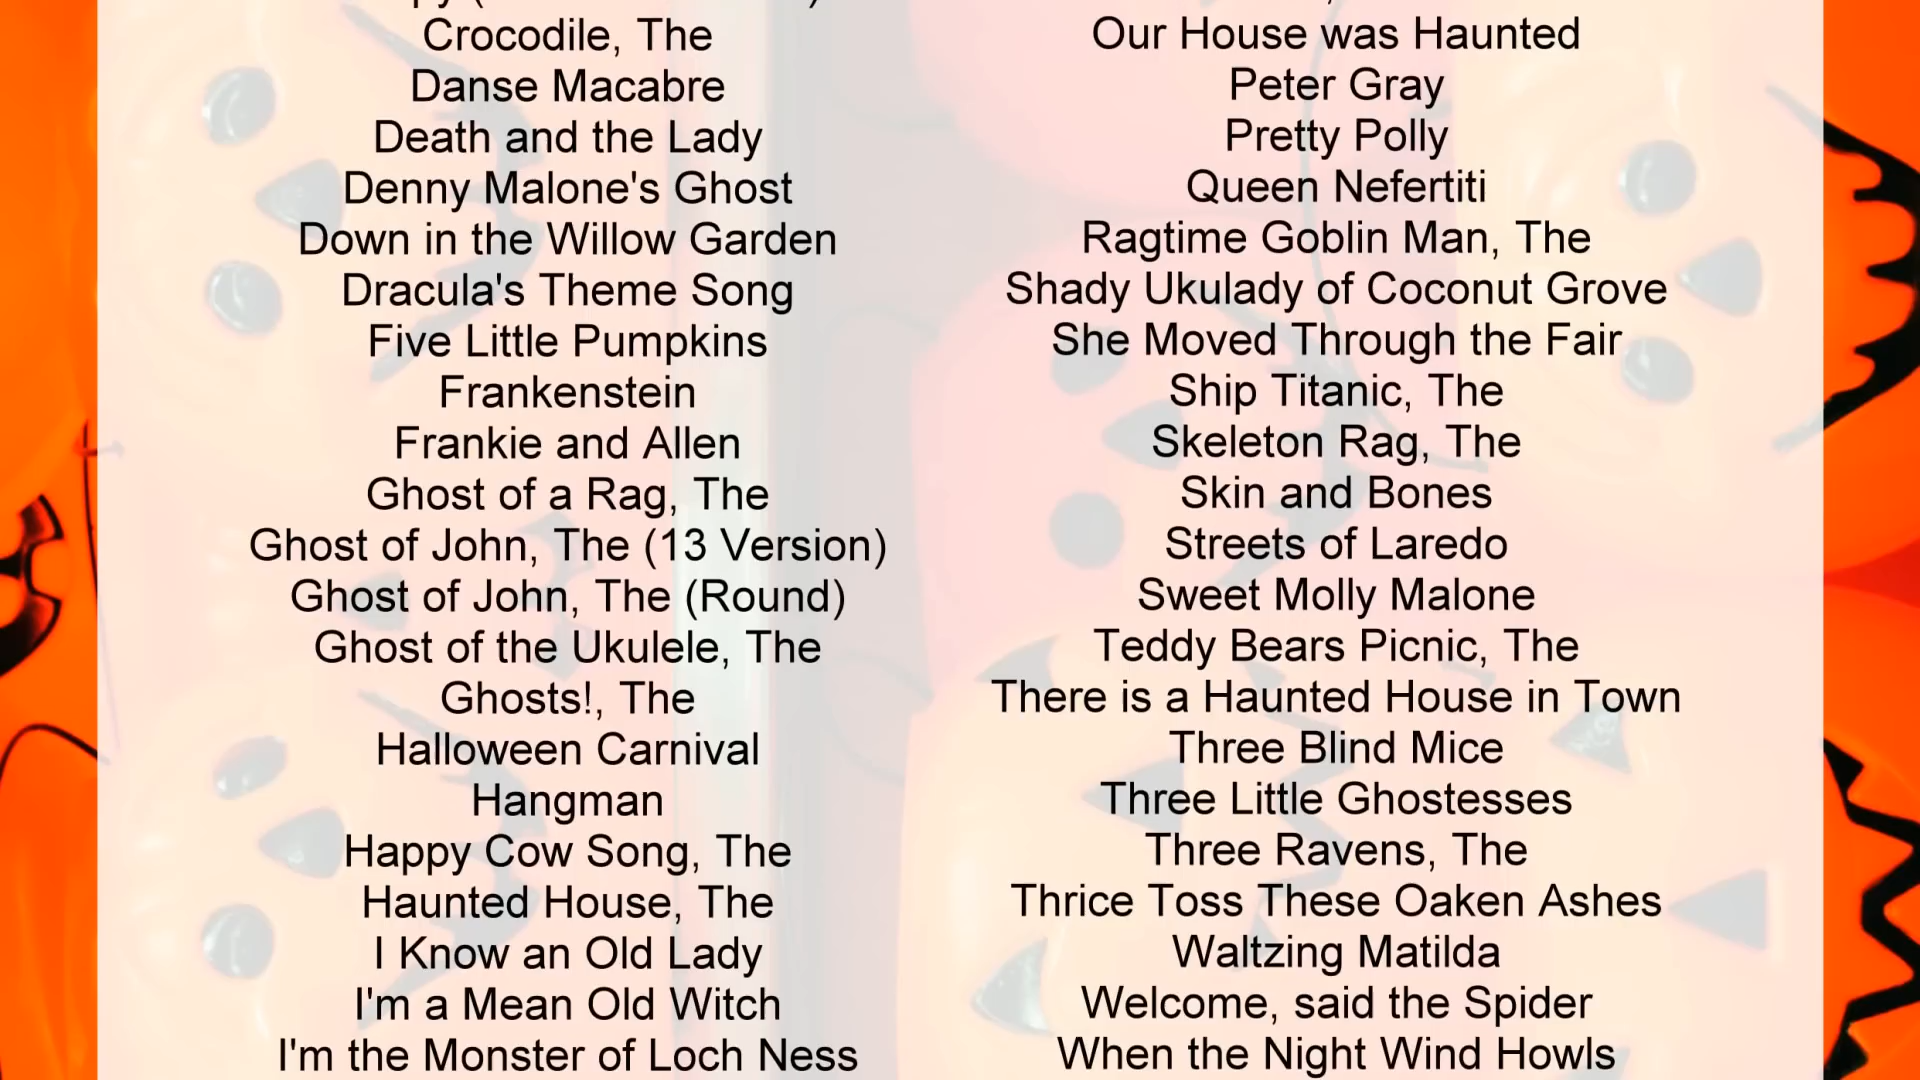 Crocodile, The
Danse Macabre
Death and the Lady
Denny Malone's Ghost
Down in the Willow Garden
Dracula's Theme Song
Five Little Pumpkins
Frankenstein
Frankie and Allen
Ghost of a Rag, The
Ghost of John, The (13 Version)
Ghost of John, The (Round)
Ghost of the Ukulele, The
Ghosts!, The
Halloween Carnival
Hangman
Happy Cow Song, The
Haunted House, The
I Know an Old Lady
I'm a Mean Old Witch
I'm the Monster of Loch Ness
Our House was Haunted
Peter Gray
Pretty Polly
Queen Nefertiti
Ragtime Goblin Man, The
Shady Ukulady of Coconut Grove
She Moved Through the Fair
Ship Titanic, The
Skeleton Rag, The
Skin and Bones
Streets of Laredo
Sweet Molly Malone
Teddy Bears Picnic, The
There is a Haunted House in Town
Three Blind Mice
Three Little Ghostesses
Three Ravens, The
Thrice Toss These Oaken Ashes
Waltzing Matilda
Welcome, said the Spider
When the Night Wind Howls